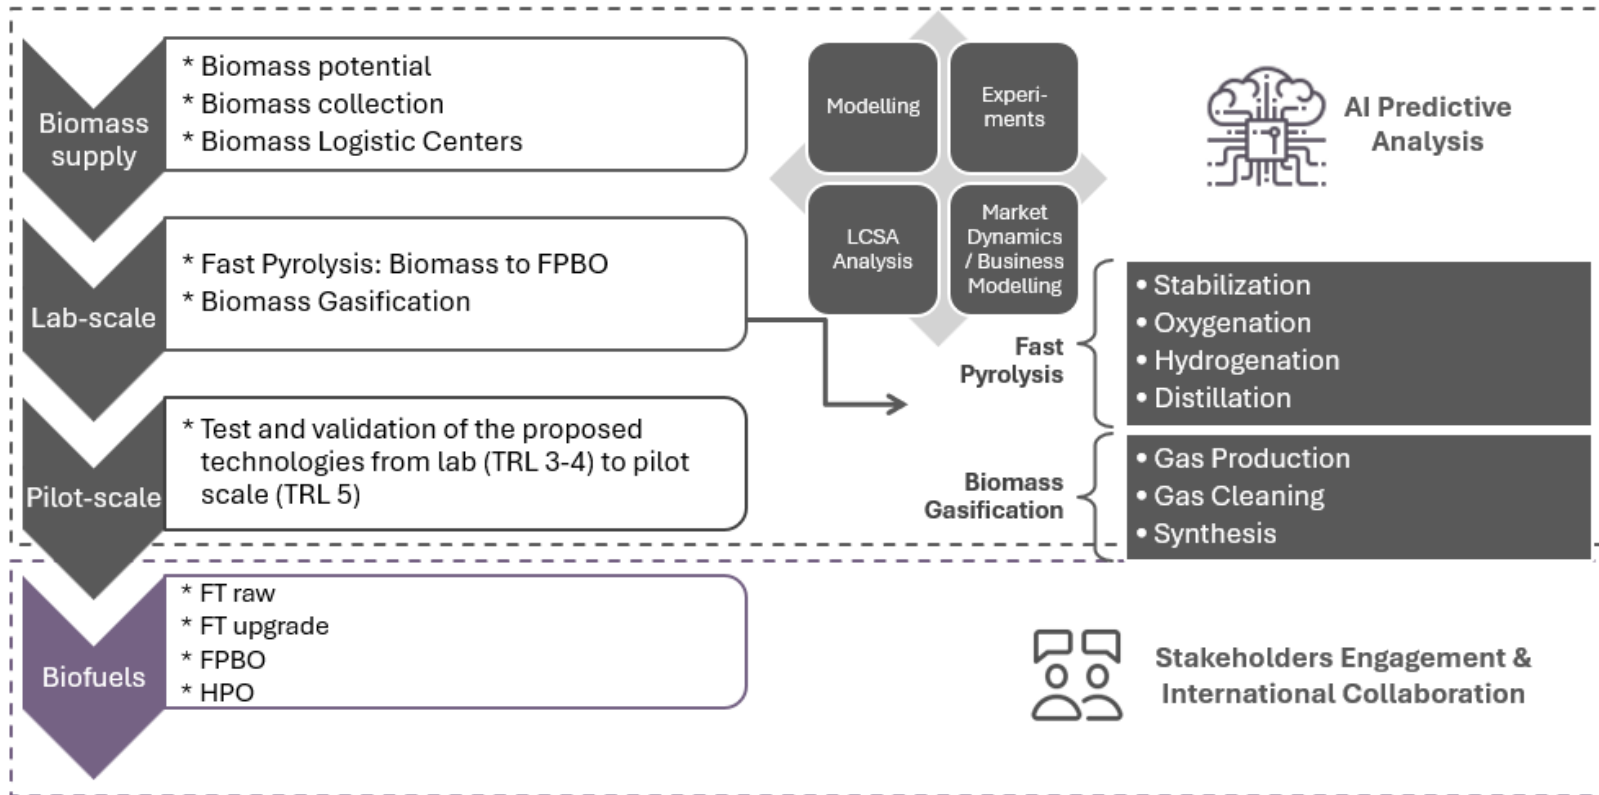 Biomass
supply
* Biomass potential
* Biomass collection
* Biomass Logistic Centers
Modelling
Experi-
ments
LCSA
Analysis
Market
Dynamics
/ Business
Modelling
AI Predictive
Analysis
Lab-scale
* Fast Pyrolysis: Biomass to FPBO
* Biomass Gasification
Fast
Pyrolysis
• Stabilization
• Oxygenation
• Hydrogenation
• Distillation
Pilot-scale
* Test and validation of the proposed
technologies from lab (TRL 3-4) to pilot
scale (TRL 5)
Biomass
Gasification
• Gas Production
• Gas Cleaning
• Synthesis
Biofuels
* FT raw
* FT upgrade
* FPBO
* HPO
Stakeholders Engagement &
International Collaboration